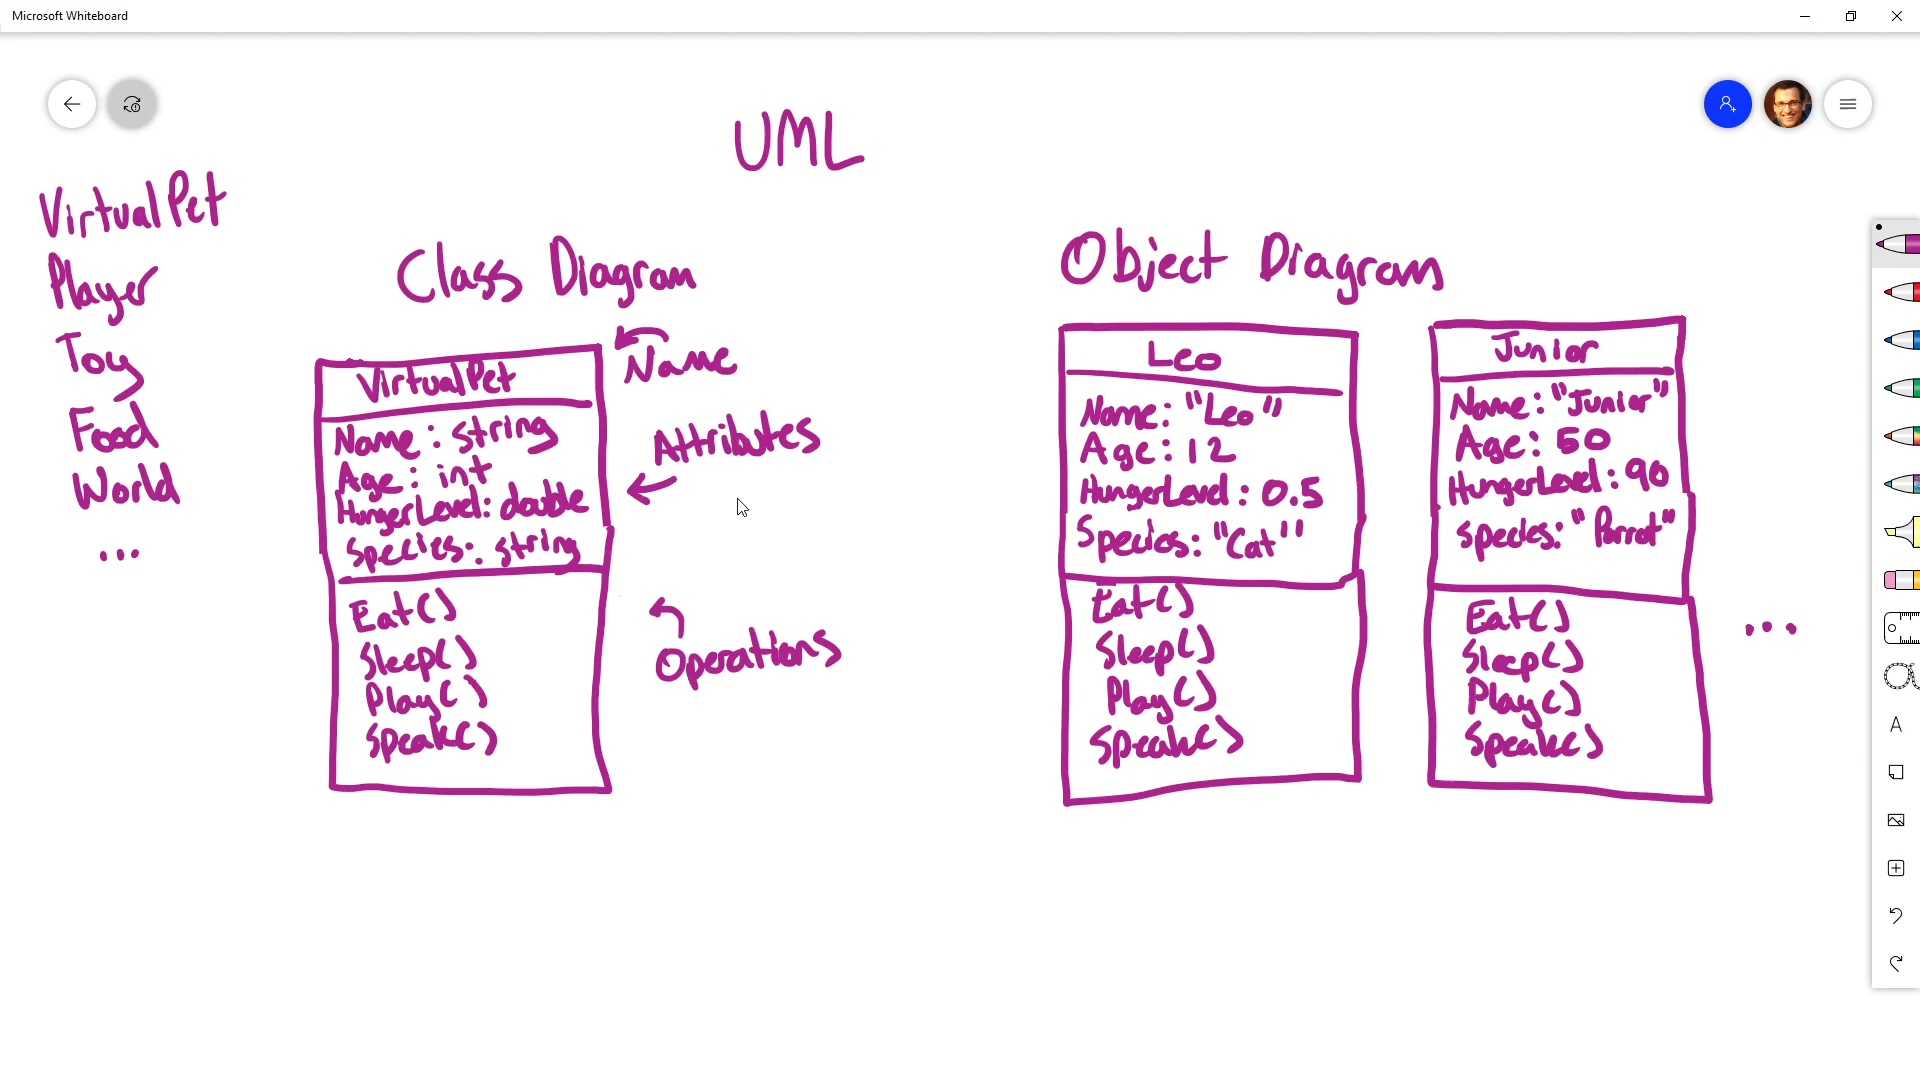 Microsoft Whiteboard
UML
VirtualPet
Player
Toy
Food
World
...
Class Diagram
Name
VirtualPet
Name : string
Age : int
HungerLevel: double
Species: string
Attributes
Eat()
Sleep()
Play()
Speak()
Operations
Object Diagram
Leo
Name: "Leo"
Age: 12
HungerLevel: 0.5
Species: "Cat"
Eat()
Sleep()
Play()
Speak()
Junior
Name: "Junior"
Age: 50
HungerLevel: 90
Species: "Parrot"
Eat()
Sleep()
Play()
Speak()
...
A